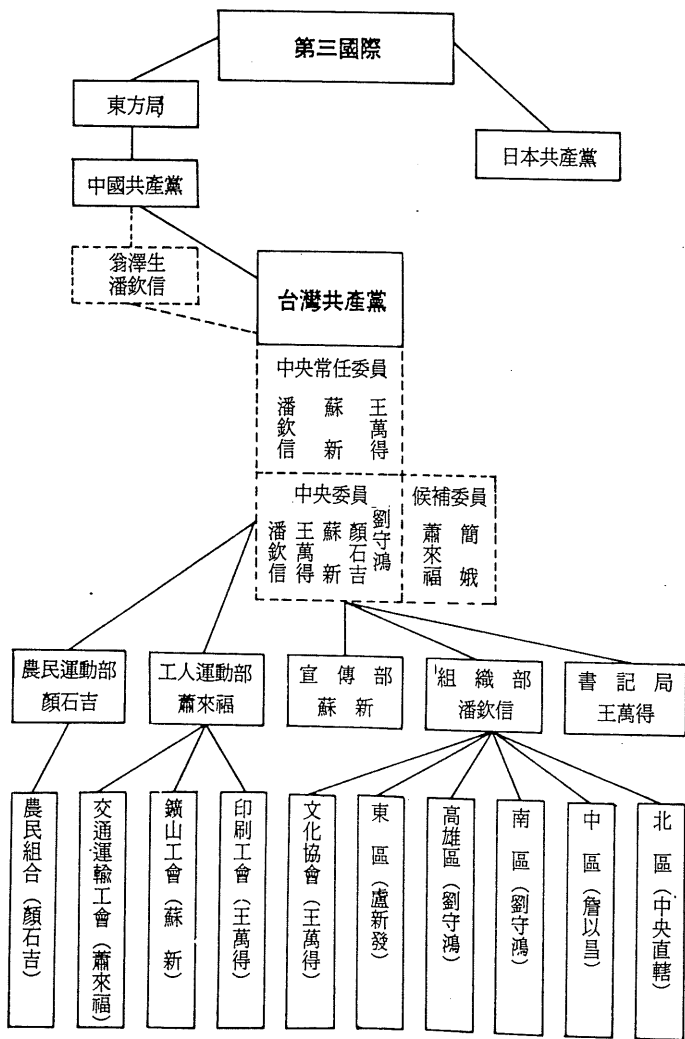 第三國際
東方局
日本共產黨
中國共產黨
翁澤生
潘欽信
台灣共產黨
中央常任委員
王萬得
蘇新
潘欽信
中央委員
劉守鴻
顏石吉
蘇新
王萬得
潘欽信
候補委員
簡娥
蕭來福
農民運動部
顏石吉
工人運動部
蕭來福
宣傳部
蘇新
組織部
潘欽信
書記局
王萬得
農民組合（顏石吉）
交通運輸工會（蕭來福）
鑛山工會（蘇新）
印刷工會（王萬得）
文化協會（王萬得）
東區（盧新發）
高雄區（劉守鴻）
南區（劉守鴻）
中區（詹以昌）
北區（中央直轄）